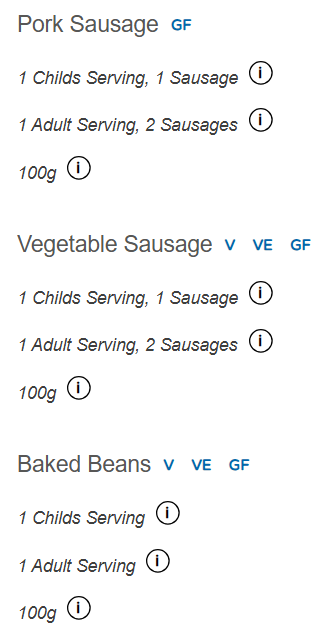 Pork Sausage GF
1 Childs Serving, 1 Sausage i
1 Adult Serving, 2 Sausages i
100g i
Vegetable Sausage V VE GF
1 Childs Serving, 1 Sausage i
1 Adult Serving, 2 Sausages i
100g i
Baked Beans V VE GF
1 Childs Serving i
1 Adult Serving i
100g i